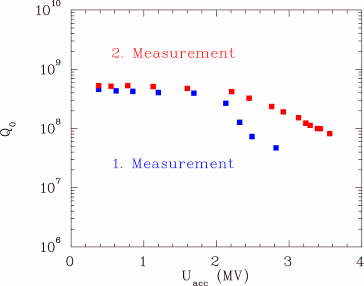 10^10
2. Measurement
10^9
Q_0
10^8
1. Measurement
10^7
10^6
0 1 2 3 4
U_acc (MV)